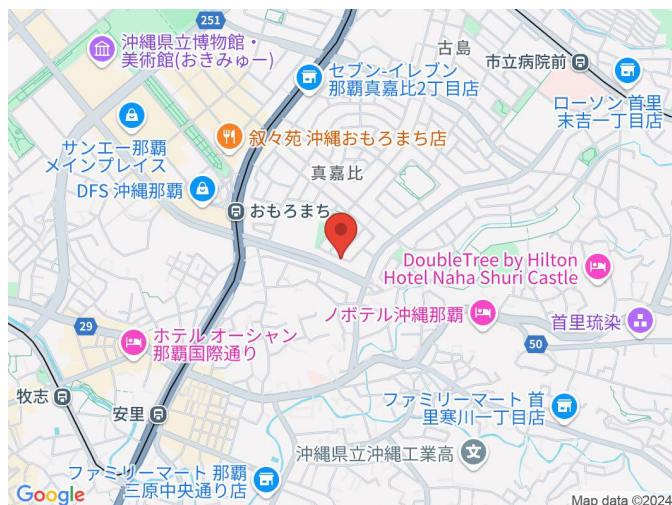 251
沖縄県立博物館・
美術館(おきみゅー)
古島
市立病院前
セブン-イレブン
那覇真嘉比2丁目店
ローソン 首里
末吉一丁目店
サンエー那覇
メインプレイス
叙々苑 沖縄おもろまち店
真嘉比
DFS 沖縄那覇
おもろまち
DoubleTree by Hilton
Hotel Naha Shuri Castle
ノボテル沖縄那覇
首里琉染
29
ホテル オーシャン
那覇国際通り
50
牧志
安里
ファミリーマート 首
里寒川一丁目店
沖縄県立沖縄工業高
ファミリーマート 那覇
三原中央通り店
Google
Map data ©2024